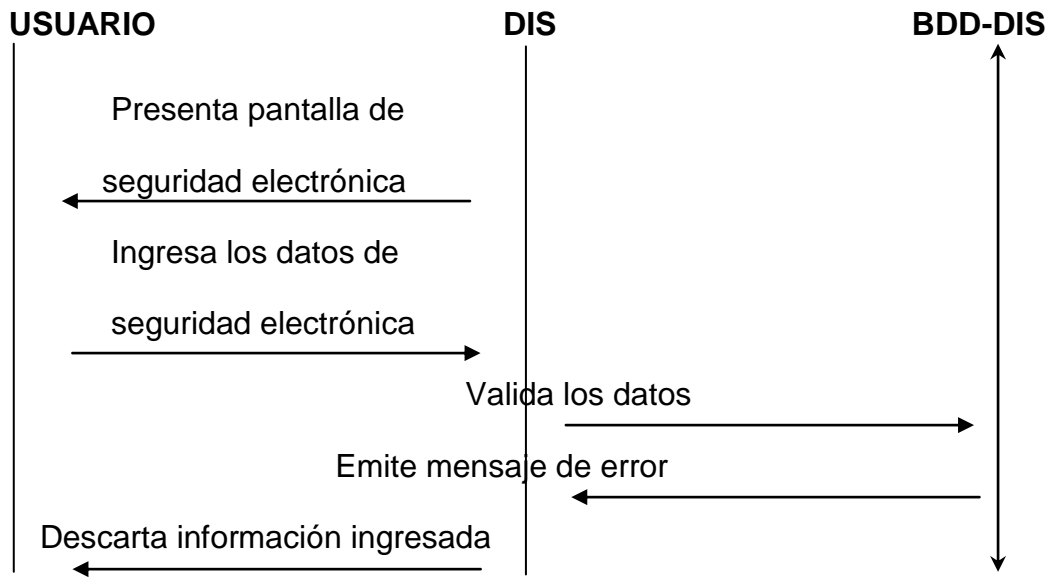 USUARIO DIS BDD-DIS
Presenta pantalla de
seguridad electrónica
Ingresa los datos de
seguridad electrónica
Valida los datos
Emite mensaje de error
Descarta información ingresada